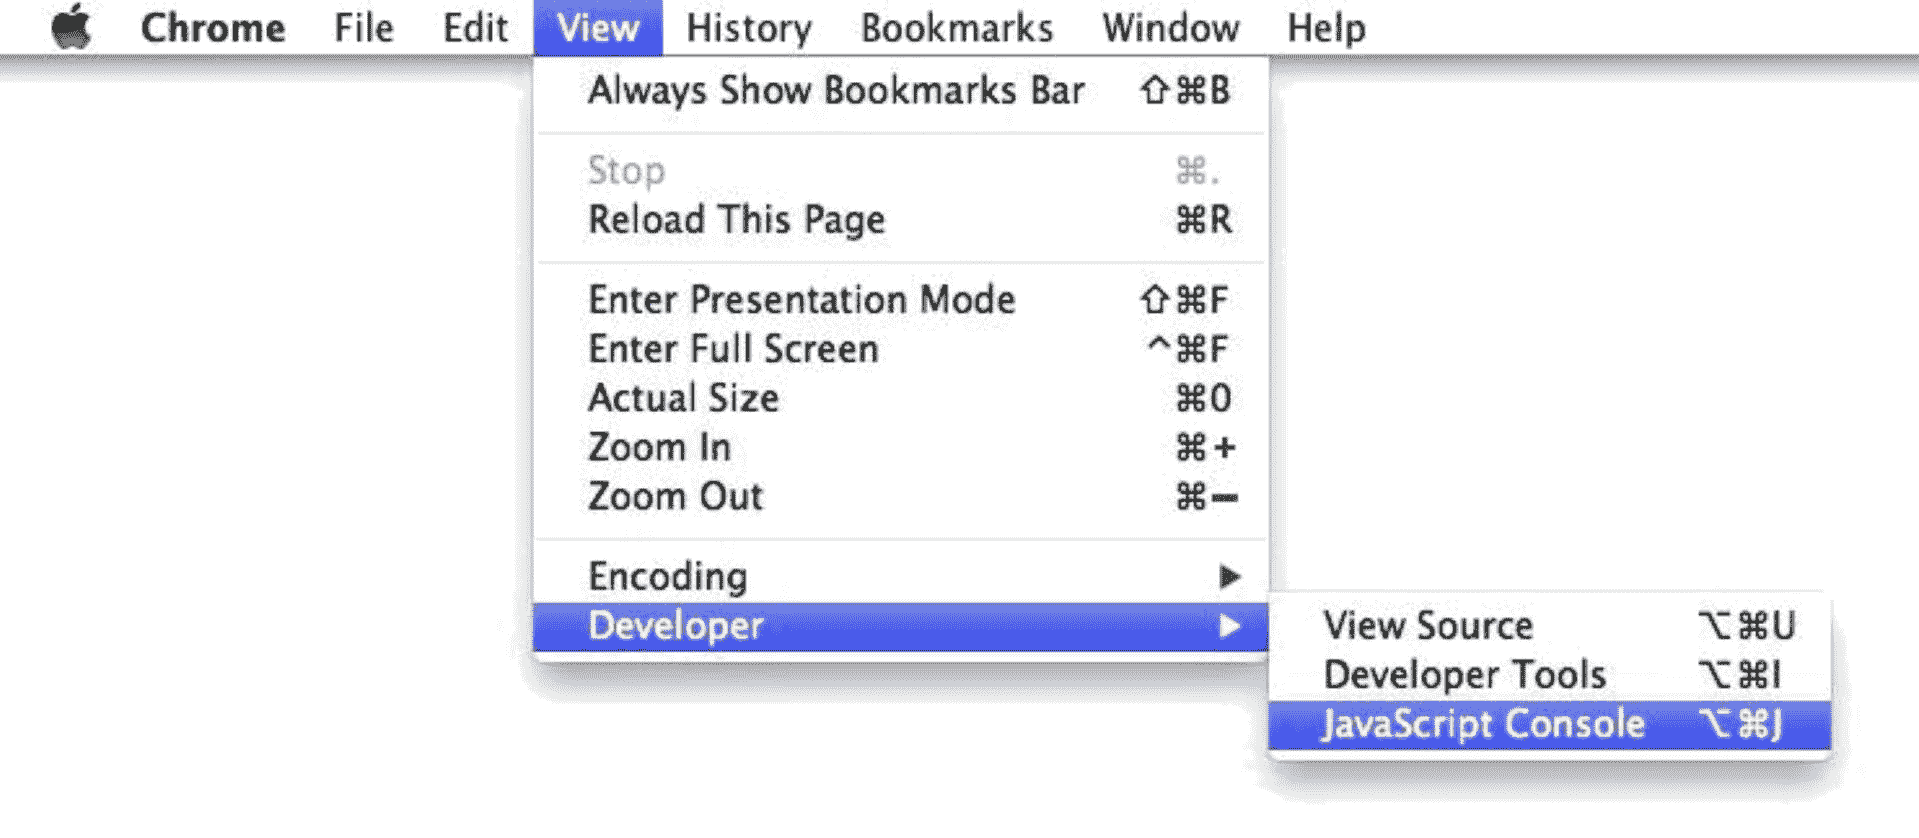 Chrome File Edit View History Bookmarks Window Help
Always Show Bookmarks Bar ⇧⌘B
Stop ⌘.
Reload This Page ⌘R
Enter Presentation Mode ⇧⌘F
Enter Full Screen ^⌘F
Actual Size ⌘0
Zoom In ⌘+
Zoom Out ⌘−
Encoding ▶
Developer ▶
View Source ⌥⌘U
Developer Tools ⌥⌘I
JavaScript Console ⌥⌘J